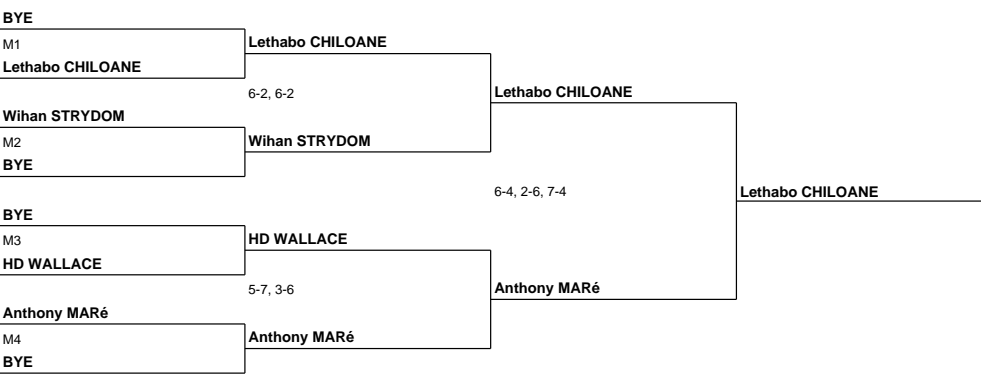 BYE
M1
Lethabo CHILOANE
Lethabo CHILOANE
6-2, 6-2
Lethabo CHILOANE
Wihan STRYDOM
M2
Wihan STRYDOM
BYE
6-4, 2-6, 7-4
Lethabo CHILOANE
BYE
M3
HD WALLACE
HD WALLACE
5-7, 3-6
Anthony MARé
Anthony MARé
M4
Anthony MARé
BYE